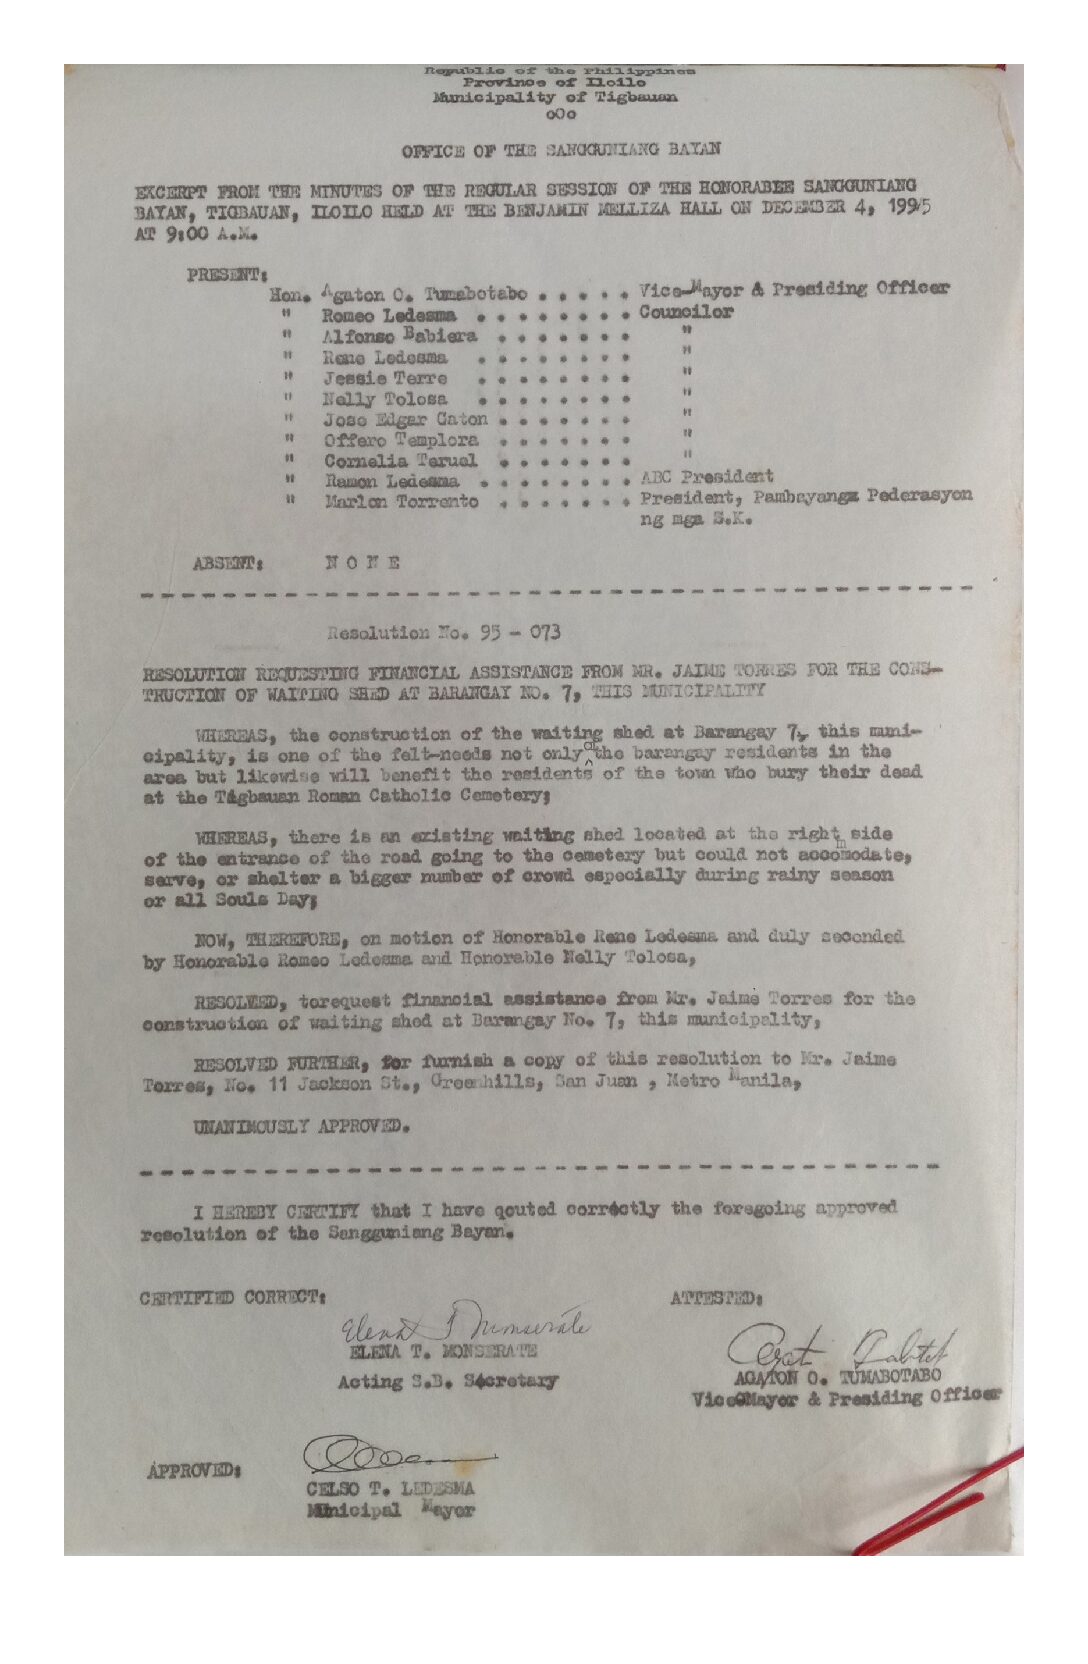 Republic of the Philippines
Province of Iloilo
Municipality of Tigbauan
oOo
OFFICE OF THE SANGGUNIANG BAYAN
EXCERPT FROM THE MINUTES OF THE REGULAR SESSION OF THE HONORABEE SANGGUNIANG
BAYAN, TIGBAUAN, ILOILO HELD AT THE BENJAMIN MELLIZA HALL ON DECEMBER 4, 1995
AT 9:00 A.M.
PRESENT:
Hon. Agaton O. Tumabotabo . . . . . Vice-Mayor & Presiding Officer
" Romeo Ledesma . . . . . . . . Councilor
" Alfonso Babiera . . . . . . . "
" Rene Ledesma . . . . . . . . "
" Jessie Terre . . . . . . . . "
" Nelly Tolosa . . . . . . . . "
" Jose Edgar Gaton . . . . . . . "
" Offero Templora . . . . . . . "
" Cornelia Teruel . . . . . . . "
" Ramon Ledesma . . . . . . . . ABC President
" Marlon Torrento . . . . . . . President, Pambayang Pederasyon
ng mga S.K.
ABSENT: N O N E
Resolution No. 95 - 073
RESOLUTION REQUESTING FINANCIAL ASSISTANCE FROM MR. JAIME TORRES FOR THE CONS-
TRUCTION OF WAITING SHED AT BARANGAY NO. 7, THIS MUNICIPALITY
WHEREAS, the construction of the waiting shed at Barangay 7, this muni-
cipality, is one of the felt-needs not only of the barangay residents in the
area but likewise will benefit the residents of the town who bury their dead
at the Tigbauan Roman Catholic Cemetery;
WHEREAS, there is an existing waiting shed located at the right side
of the entrance of the road going to the cemetery but could not accommodate,
serve, or shelter a bigger number of crowd especially during rainy season
or all Souls Day;
NOW, THEREFORE, on motion of Honorable Rene Ledesma and duly seconded
by Honorable Romeo Ledesma and Honorable Nelly Tolosa,
RESOLVED, torequest financial assistance from Mr. Jaime Torres for the
construction of waiting shed at Barangay No. 7, this municipality,
RESOLVED FURTHER, for furnish a copy of this resolution to Mr. Jaime
Torres, No. 11 Jackson St., Greenhills, San Juan , Metro Manila,
UNANIMOUSLY APPROVED.
I HEREBY CERTIFY that I have qouted correctly the foregoing approved
resolution of the Sangguniang Bayan.
CERTIFIED CORRECT: ATTESTED:
Elena T Monserate
ELENA T. MONSERATE
Acting S.B. Secretary
AGATON O. TUMABOTABO
Vice-Mayor & Presiding Officer
APPROVED:
CELSO T. LEDESMA
Municipal Mayor